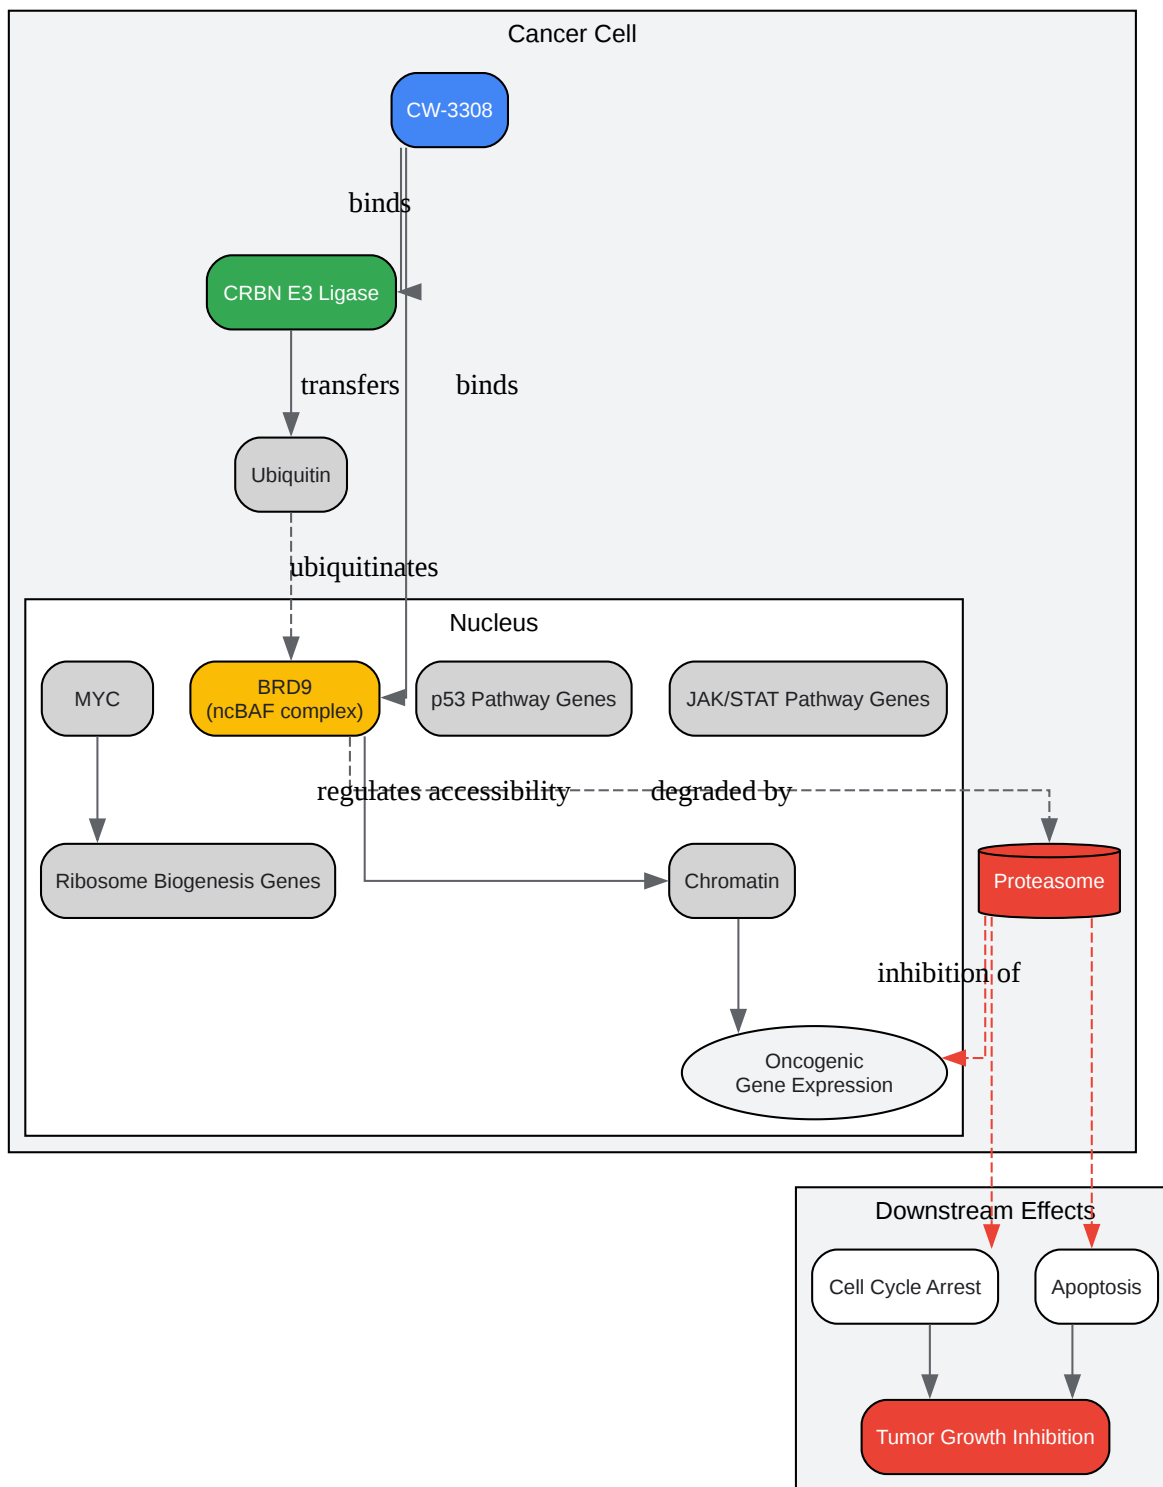 Cancer Cell
CW-3308
binds
CRBN E3 Ligase
transfers
binds
Ubiquitin
ubiquitinates
Nucleus
MYC
BRD9
(ncBAF complex)
p53 Pathway Genes
JAK/STAT Pathway Genes
regulates accessibility
degraded by
Ribosome Biogenesis Genes
Chromatin
Proteasome
inhibition of
Oncogenic
Gene Expression
Downstream Effects
Cell Cycle Arrest
Apoptosis
Tumor Growth Inhibition